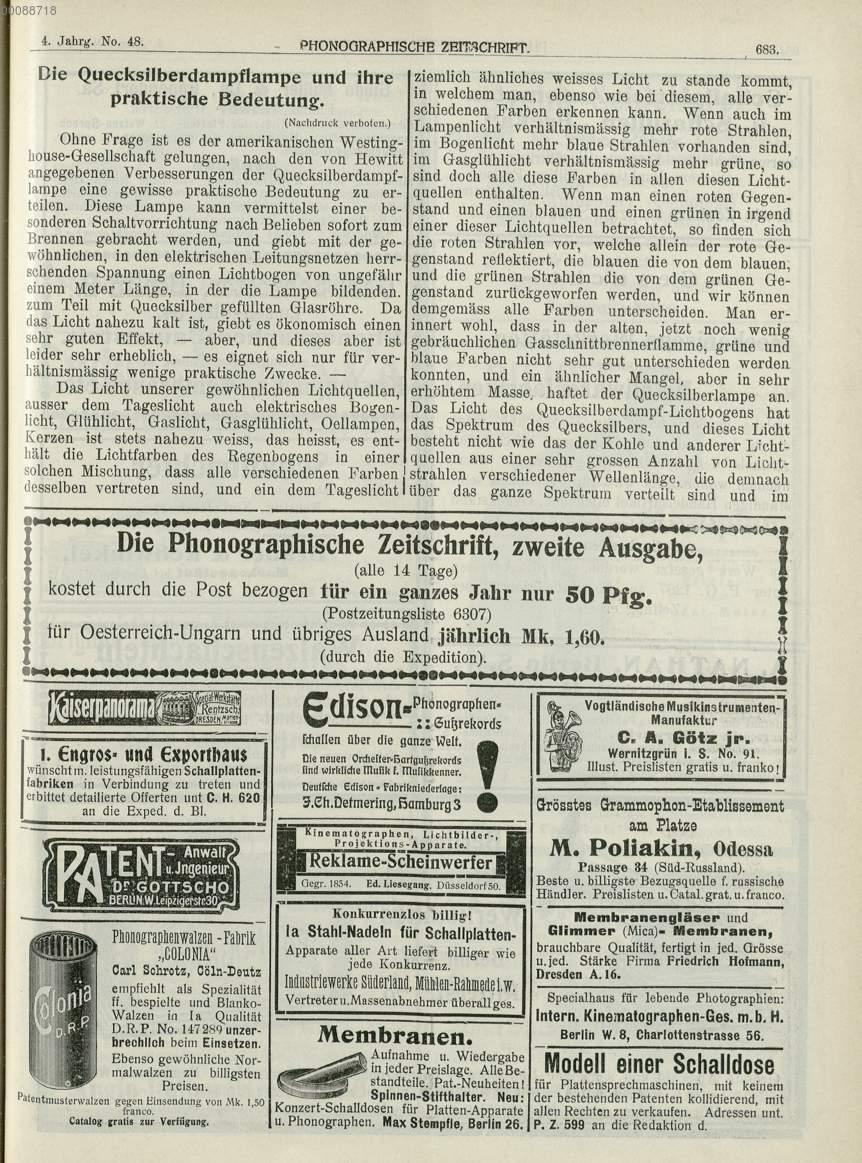 00088718
4. Jahrg. No. 48.
PHONOGRAPHISCHE ZEITSCHRIFT.
683.
Die Quecksilberdampflampe und ihre
praktische Bedeutung.
(Nachdruck verboten.)
Ohne Frage ist es der amerikanischen Westing-
house-Gesellschaft gelungen, nach den von Hewitt
angegebenen Verbesserungen der Quecksilberdampf-
lampe eine gewisse praktische Bedeutung zu er-
teilen. Diese Lampe kann vermittelst einer be-
sonderen Schaltvorrichtung nach Belieben sofort zum
Brennen gebracht werden, und giebt mit der ge-
wöhnlichen, in den elektrischen Leitungsnetzen herr-
schenden Spannung einen Lichtbogen von ungefähr
einem Meter Länge, in der die Lampe bildenden.
zum Teil mit Quecksilber gefüllten Glasröhre. Da
das Licht nahezu kalt ist, giebt es ökonomisch einen
sehr guten Effekt, — aber, und dieses aber ist
leider sehr erheblich, — es eignet sich nur für ver-
hältnismässig wenige praktische Zwecke. —
Das Licht unserer gewöhnlichen Lichtquellen,
ausser dem Tageslicht auch elektrisches Bogen-
licht, Glühlicht, Gaslicht, Gasglühlicht, Oellampen,
Kerzen ist stets nahezu weiss, das heisst, es ent-
hält die Lichtfarben des Regenbogens in einer
solchen Mischung, dass alle verschiedenen Farben
desselben vertreten sind, und ein dem Tageslicht
ziemlich ähnliches weisses Licht zu stande kommt,
in welchem man, ebenso wie bei diesem, alle ver-
schiedenen Farben erkennen kann. Wenn auch im
Lampenlicht verhältnismässig mehr rote Strahlen,
im Bogenlicht mehr blaue Strahlen vorhanden sind,
im Gasglühlicht verhältnismässig mehr grüne, so
sind doch alle diese Farben in allen diesen Licht-
quellen enthalten. Wenn man einen roten Gegen-
stand und einen blauen und einen grünen in irgend
einer dieser Lichtquellen betrachtet, so finden sich
die roten Strahlen vor, welche allein der rote Ge-
genstand reflektiert, die blauen die von dem blauen,
und die grünen Strahlen die von dem grünen Ge-
genstand zurückgeworfen werden, und wir können
demgemäss alle Farben unterscheiden. Man er-
innert wohl, dass in der alten, jetzt noch wenig
gebräuchlichen Gasschnittbrennerflamme, grüne und
blaue Farben nicht sehr gut unterschieden werden
konnten, und ein ähnlicher Mangel, aber in sehr
erhöhtem Masse, haftet der Quecksilberlampe an.
Das Licht des Quecksilberdampf-Lichtbogens hat
das Spektrum des Quecksilbers, und dieses Licht
besteht nicht wie das der Kohle und anderer Licht-
quellen aus einer sehr grossen Anzahl von Licht-
strahlen verschiedener Wellenlänge, die demnach
über das ganze Spektrum verteilt sind und im
Die Phonographische Zeitschrift, zweite Ausgabe,
(alle 14 Tage)
kostet durch die Post bezogen für ein ganzes Jahr nur 50 Pfg.
(Postzeitungsliste 6307)
für Oesterreich-Ungarn und übriges Ausland jährlich Mk. 1,60.
(durch die Expedition).
Kaiserpanorama
Special-Werkstatt
Rentzsch
DRESDEN
1. Engros- und Exporthaus
wünscht m. leistungsfähigen Schallplatten-
fabriken in Verbindung zu treten und
erbittet detailierte Offerten unt C. H. 620
an die Exped. d. Bl.
PATENT-Anwalt
u. Jngenieur
Dr. GOTTSCHO
BERLIN.W.Leipzigerstr30
Phonographenwalzen-Fabrik
„COLONIA"
Carl Schrotz, Cöln-Deutz
empfiehlt als Spezialität
ff. bespielte und Blanko-
Walzen in Ia Qualität
D.R.P. No. 147289 unzer-
brechlich beim Einsetzen.
Ebenso gewöhnliche Nor-
malwalzen zu billigsten
Preisen.
Colonia
D.R.P.
Patentmusterwalzen gegen Einsendung von Mk. 1,50
franco.
Catalog gratis zur Verfügung.
Edison-Phonographen-
:: Gußrekords
schallen über die ganze Welt.
Die neuen Orchester-Hartgußrekords
sind wirkliche Musik f. Musikkenner.
Deutsche Edison-Fabrikniederlage:
J.Ch.Detmering, Hamburg 3
!
Kinematographen, Lichtbilder-,
Projektions-Apparate.
Reklame-Scheinwerfer
Gegr. 1854. Ed. Liesegang, Düsseldorf 50.
Konkurrenzlos billig!
Ia Stahl-Nadeln für Schallplatten-
Apparate aller Art liefert billiger wie
jede Konkurrenz.
Industriewerke Süderland, Mühlen-Rahmede i.w.
Vertreter u. Massenabnehmer überall ges.
Membranen.
Aufnahme u. Wiedergabe
in jeder Preislage. Alle Be-
standteile. Pat.-Neuheiten!
Spinnen-Stifthalter. Neu:
Konzert-Schalldosen für Platten-Apparate
u. Phonographen. Max Stempfle, Berlin 26.
Vogtländische Musikinstrumenten-
Manufaktur
C. A. Götz jr.
Wernitzgrün i. S. No. 91.
Illust. Preislisten gratis u. franko!
Grösstes Grammophon-Etablissement
am Platze
M. Poliakin, Odessa
Passage 34 (Süd-Russland).
Beste u. billigste Bezugsquelle f. russische
Händler. Preislisten u. Catal. grat. u. franco.
Membranengläser und
Glimmer (Mica)- Membranen,
brauchbare Qualität, fertigt in jed. Grösse
u. jed. Stärke Firma Friedrich Hofmann,
Dresden A. 16.
Specialhaus für lebende Photographien:
Intern. Kinematographen-Ges. m. b. H.
Berlin W. 8, Charlottenstrasse 56.
Modell einer Schalldose
für Plattensprechmaschinen, mit keinem
der bestehenden Patenten kollidierend, mit
allen Rechten zu verkaufen. Adressen unt.
P. Z. 599 an die Redaktion d.